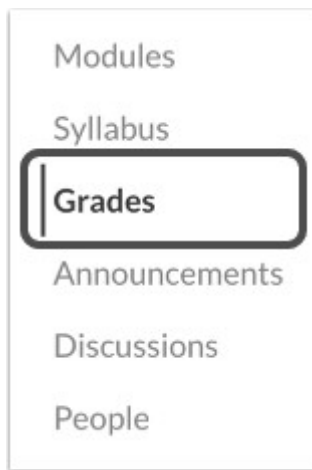 Modules
Syllabus
Grades
Announcements
Discussions
People